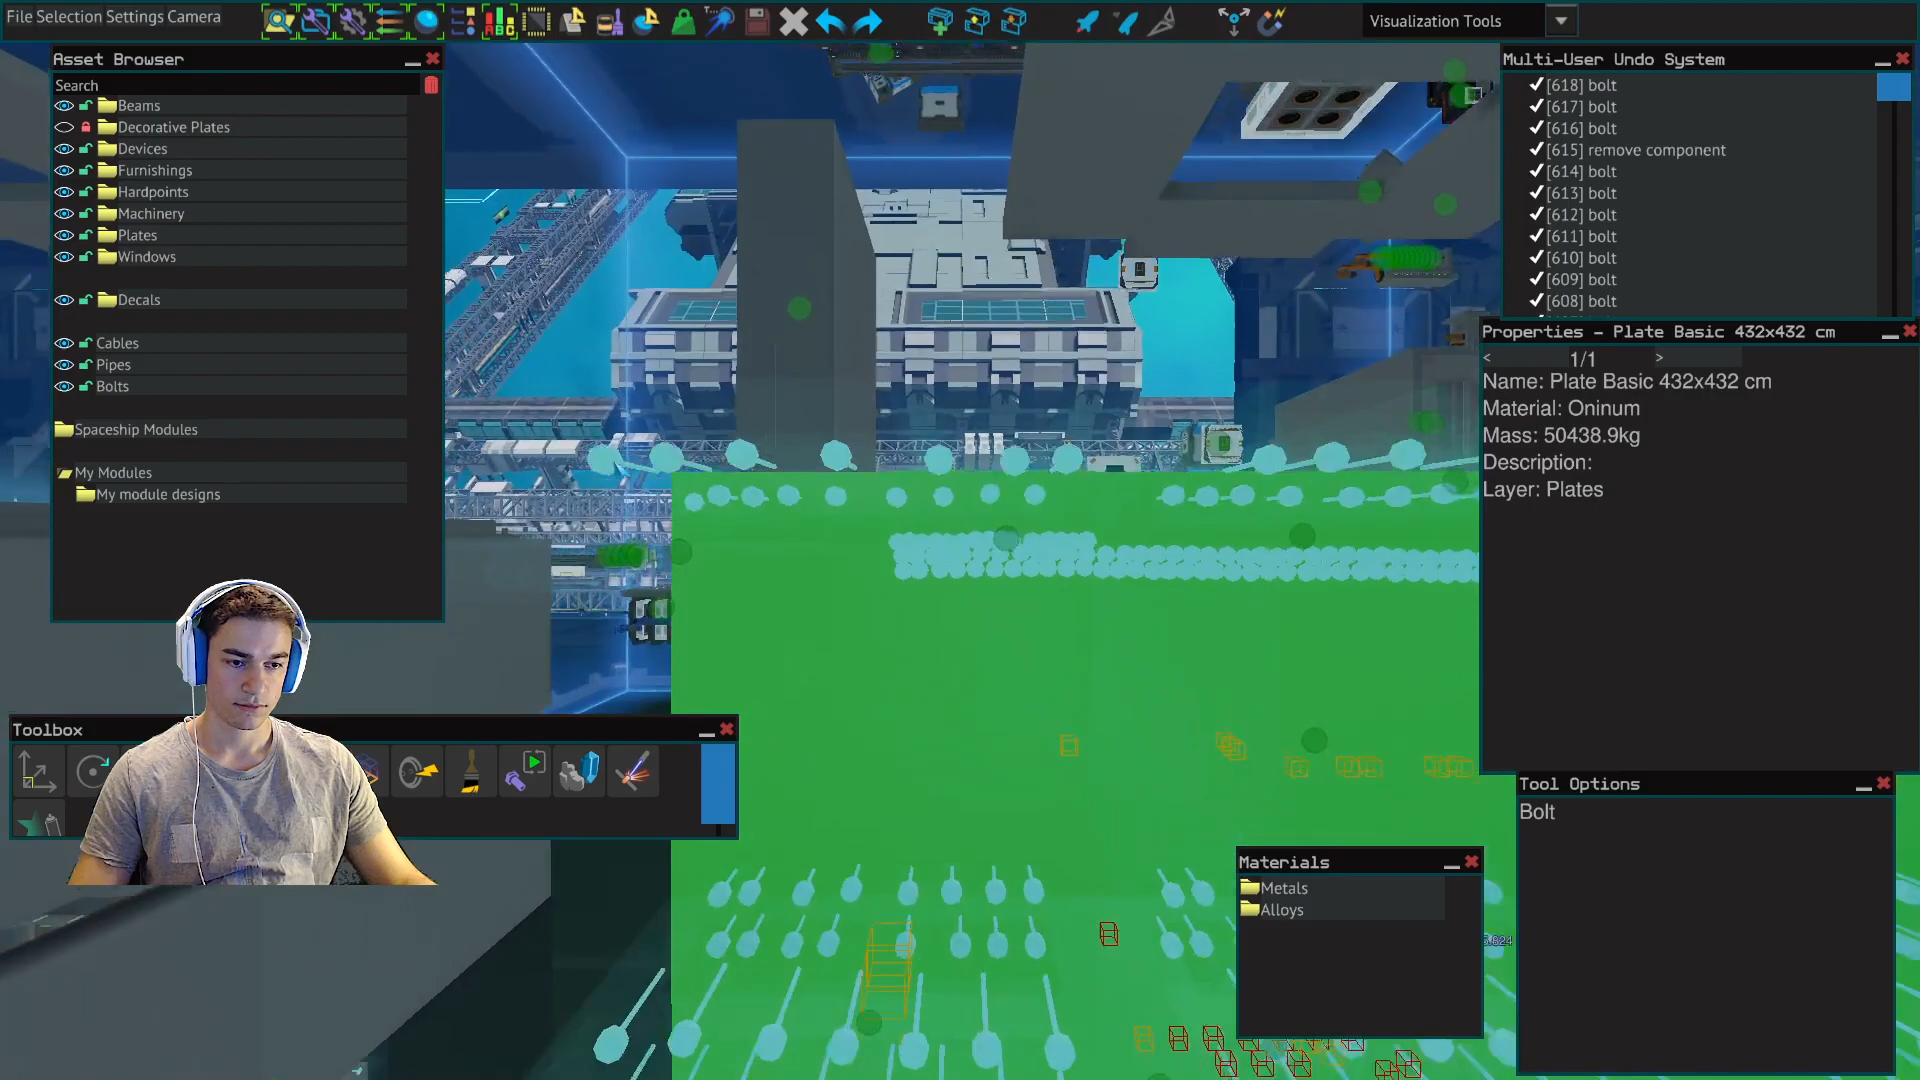 File Selection Settings Camera
Visualization Tools
Asset Browser
Search
Beams
Decorative Plates
Devices
Furnishings
Hardpoints
Machinery
Plates
Windows
Decals
Cables
Pipes
Bolts
Spaceship Modules
My Modules
My module designs
Multi-User Undo System
[618] bolt
[617] bolt
[616] bolt
[615] remove component
[614] bolt
[613] bolt
[612] bolt
[611] bolt
[610] bolt
[609] bolt
[608] bolt
Properties - Plate Basic 432x432 cm
< 1/1 >
Name: Plate Basic 432x432 cm
Material: Oninum
Mass: 50438.9kg
Description:
Layer: Plates
Toolbox
Tool Options
Bolt
Materials
Metals
Alloys